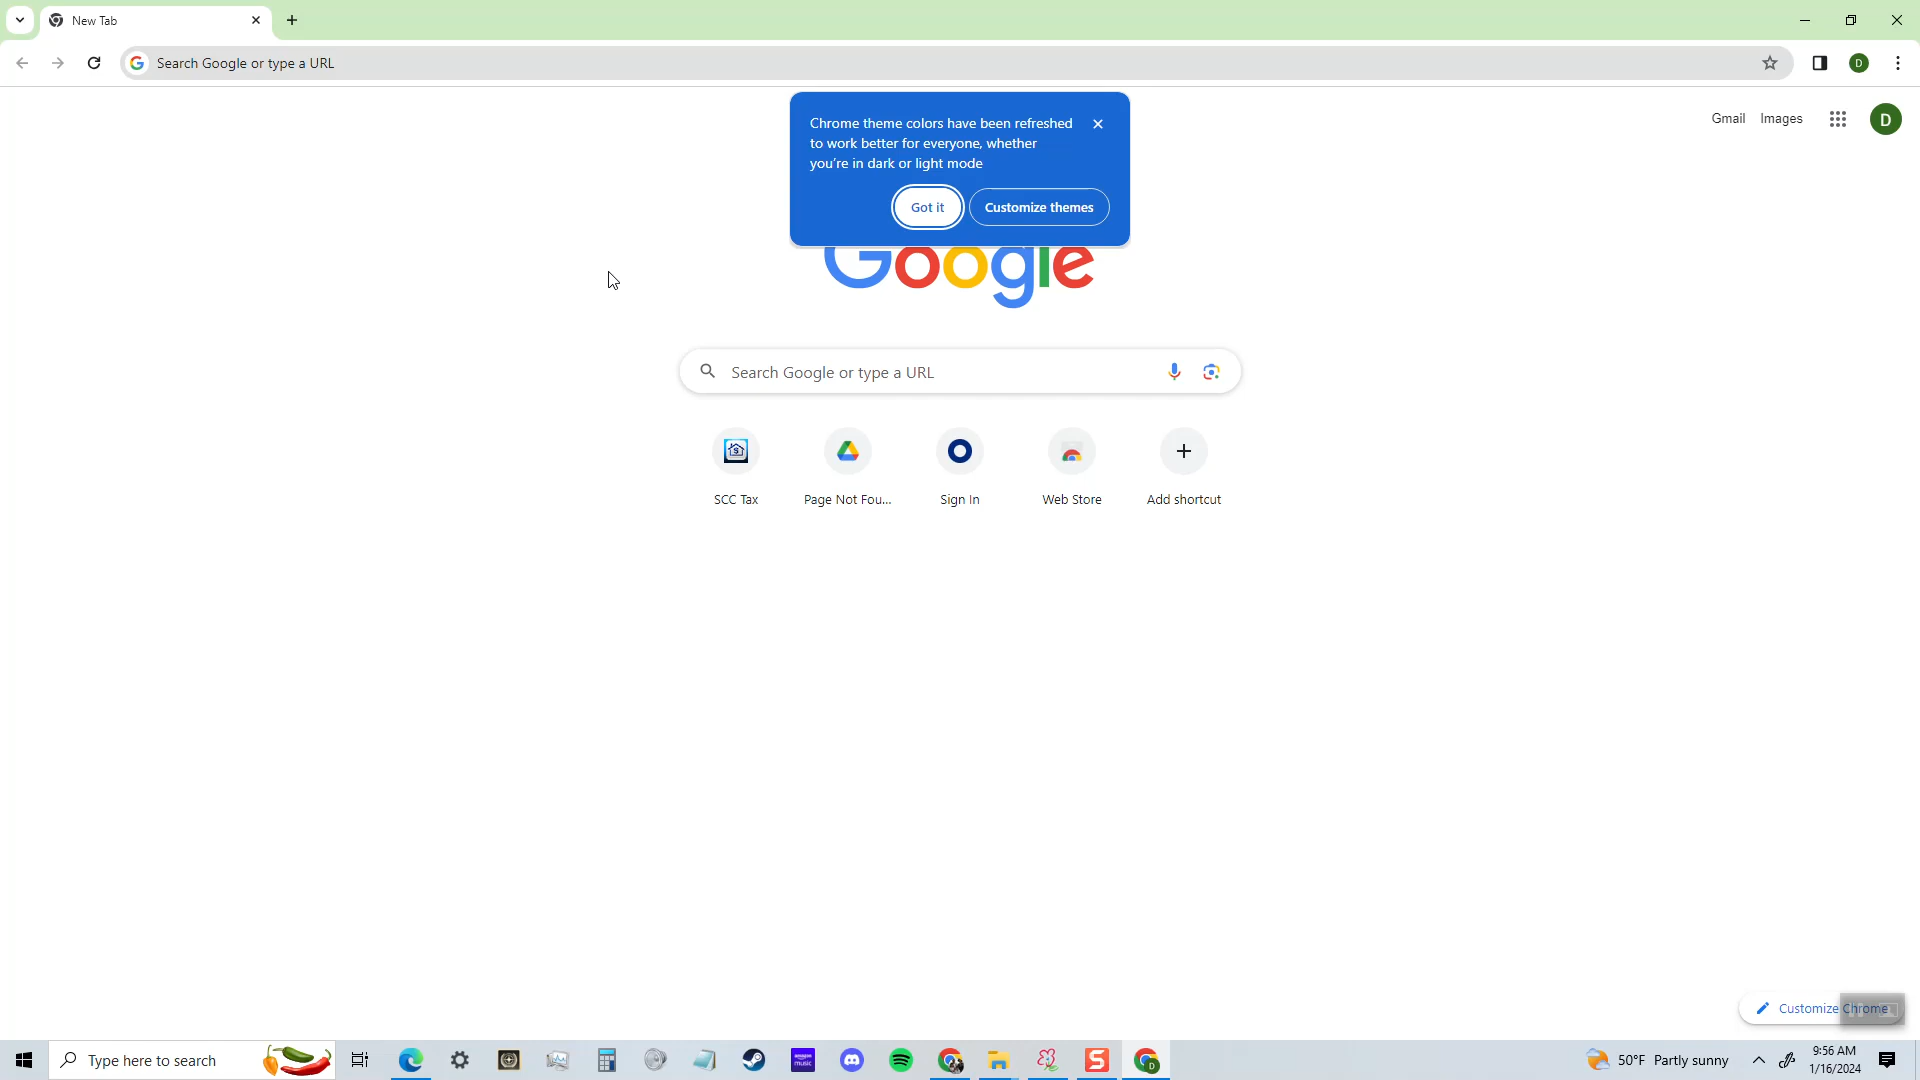 New Tab
Search Google or type a URL
Gmail Images
D
D
Chrome theme colors have been refreshed
to work better for everyone, whether
you're in dark or light mode
Got it
Customize themes
Google
Search Google or type a URL
SCC Tax
Page Not Fou...
Sign In
Web Store
Add shortcut
Customize Chrome
Type here to search
50°F Partly sunny
9:56 AM
1/16/2024